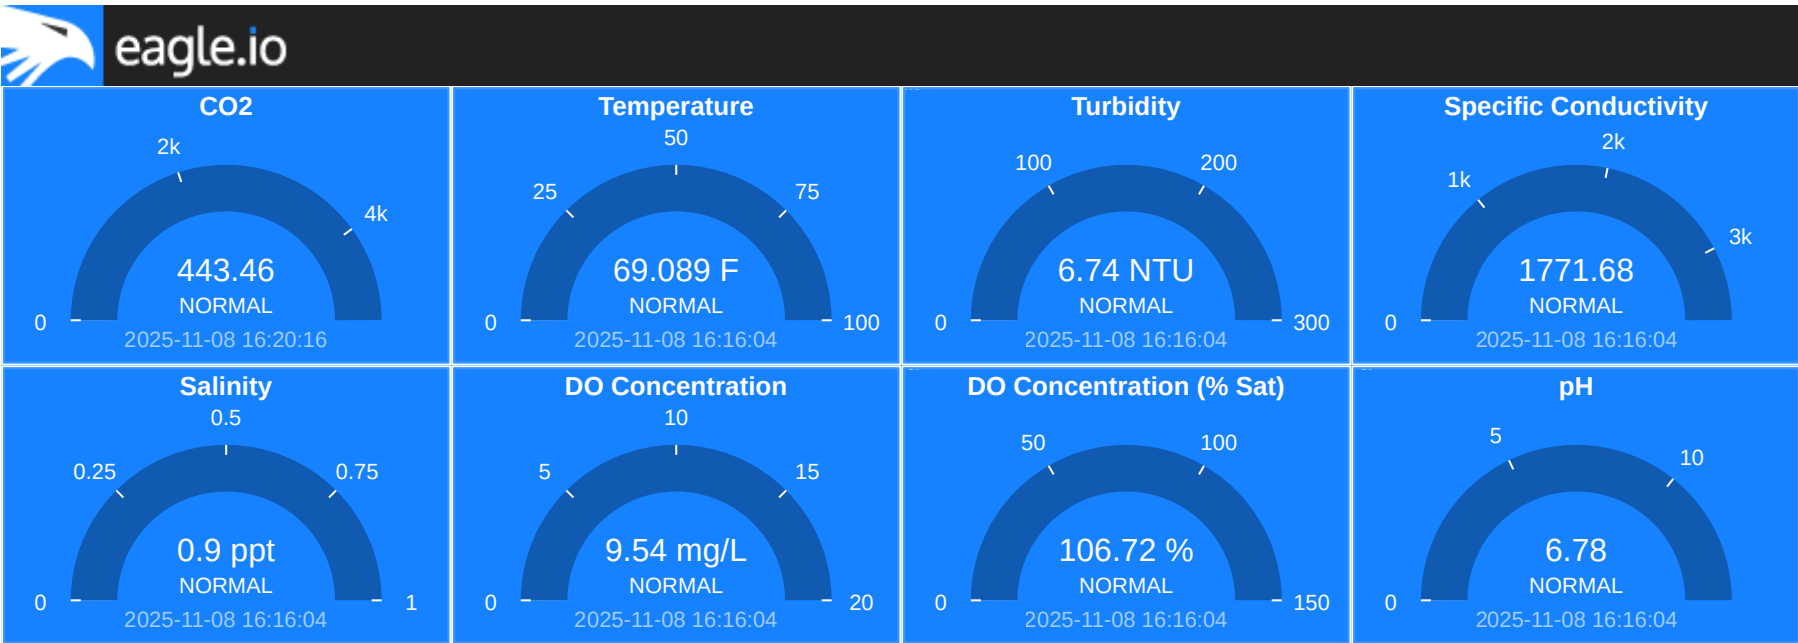 eagle.io
CO2
2k
4k
0
443.46
NORMAL
2025-11-08 16:20:16
Temperature
50
25
75
0
100
69.089 F
NORMAL
2025-11-08 16:16:04
Turbidity
100
200
0
300
6.74 NTU
NORMAL
2025-11-08 16:16:04
Specific Conductivity
2k
1k
3k
0
1771.68
NORMAL
2025-11-08 16:16:04
Salinity
0.5
0.25
0.75
0
1
0.9 ppt
NORMAL
2025-11-08 16:16:04
DO Concentration
10
5
15
0
20
9.54 mg/L
NORMAL
2025-11-08 16:16:04
DO Concentration (% Sat)
50
100
0
150
106.72 %
NORMAL
2025-11-08 16:16:04
pH
5
10
0
6.78
NORMAL
2025-11-08 16:16:04